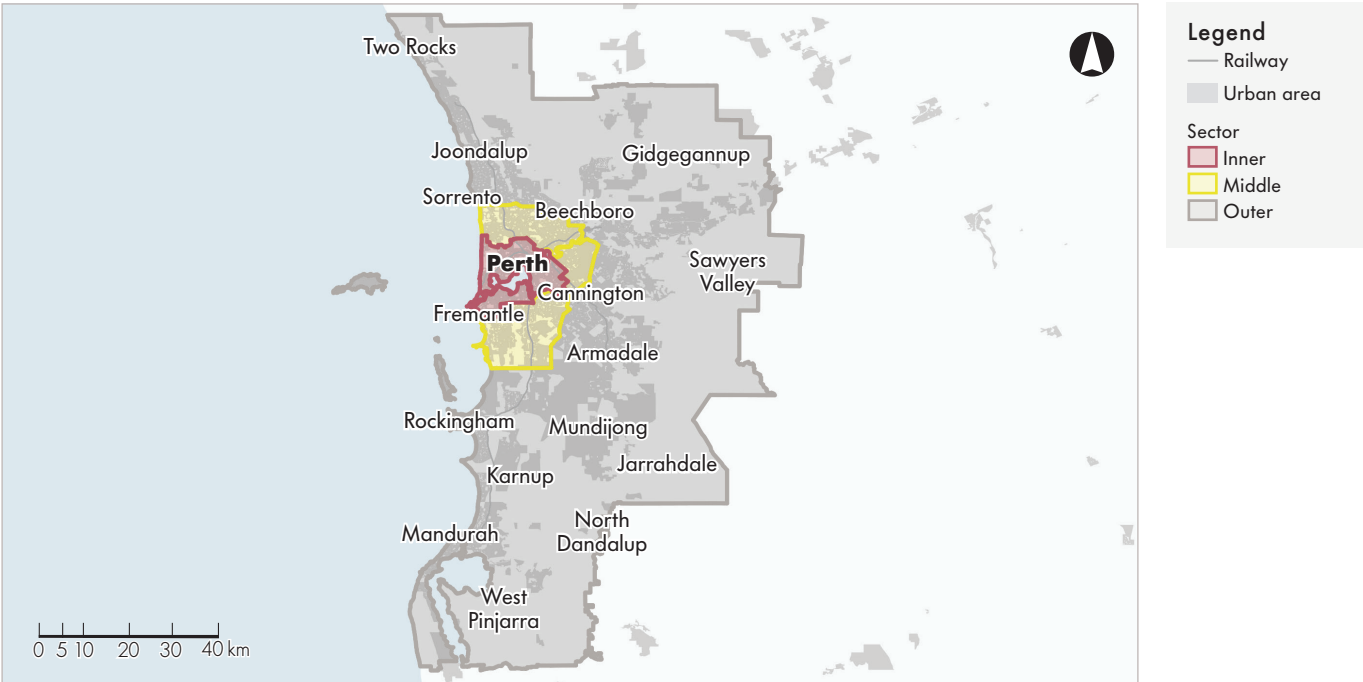 Two Rocks
Joondalup
Gidgegannup
Sorrento
Beechboro
Perth
Sawyers
Valley
Cannington
Fremantle
Armadale
Rockingham
Mundijong
Jarrahdale
Karnup
North
Dandalup
Mandurah
West
Pinjarra
0 5 10 20 30 40 km
Legend
Railway
Urban area
Sector
Inner
Middle
Outer